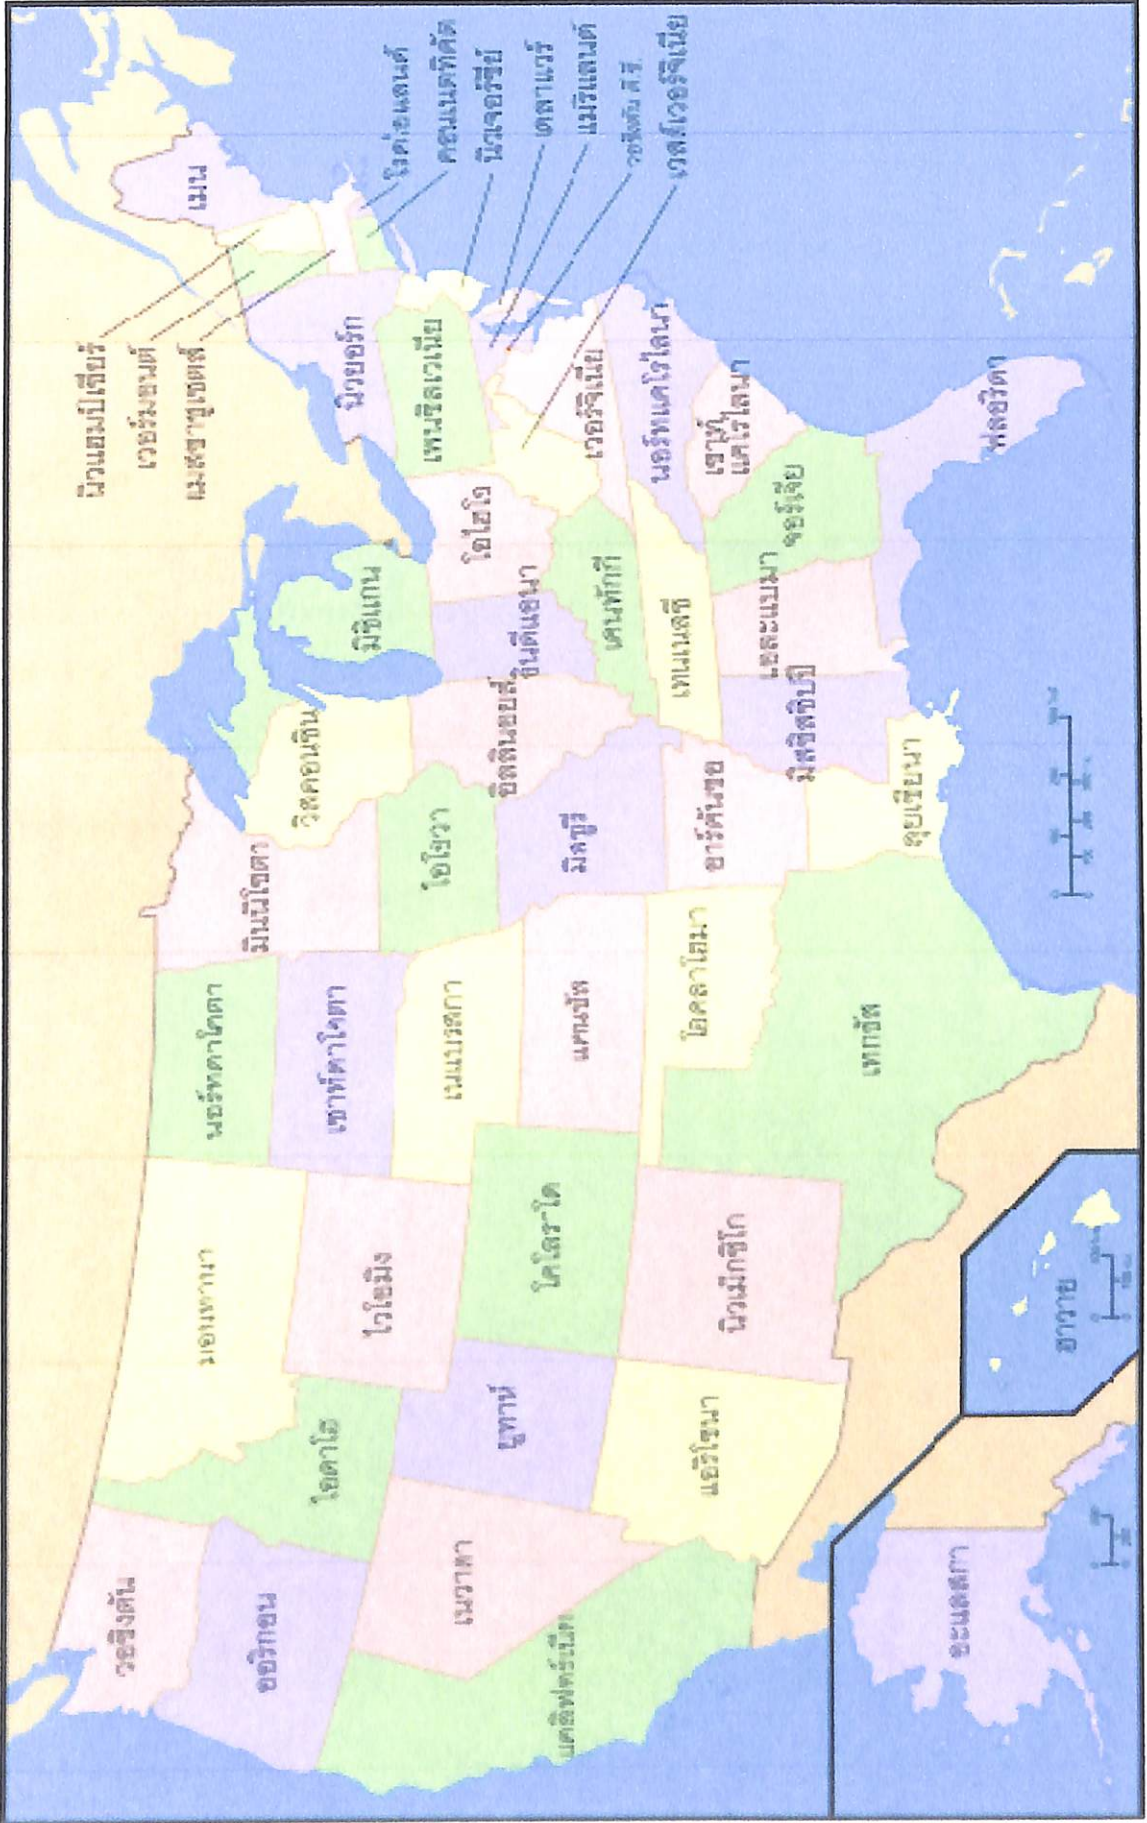 วอชิงตัน
ออริกอน
แคลิฟอร์เนีย
ไอดาโฮ
เนวาดา
มอนทานา
ไวโอมิง
ยูทาห์
แอริโซนา
โคโลราโด
นิวเม็กซิโก
นอร์ทดาโคตา
เซาท์ดาโคตา
เนแบรสกา
แคนซัส
โอคลาโฮมา
เทกซัส
มินนิโซตา
ไอโอวา
มิสซูรี
อาร์คันซอ
ลุยเซียนา
วิสคอนซิน
อิลลินอยส์
มิสซิสซิปปี
มิชิแกน
อินดีแอนา
เคนทักกี
เทนเนสซี
แอละแบมา
โอไฮโอ
จอร์เจีย
ฟลอริดา
เซาท์
แคโรไลนา
นอร์ทแคโรไลนา
เวอร์จิเนีย
เพนซิลเวเนีย
นิวยอร์ก
เมน
นิวแฮมป์เชียร์
เวอร์มอนต์
แมสซาชูเซตส์
โรดไอแลนด์
คอนเนตทิคัต
นิวเจอร์ซีย์
เดลาแวร์
แมริแลนด์
วอชิงตัน ดี.ซี.
เวสต์เวอร์จิเนีย
อะแลสกา
ฮาวาย